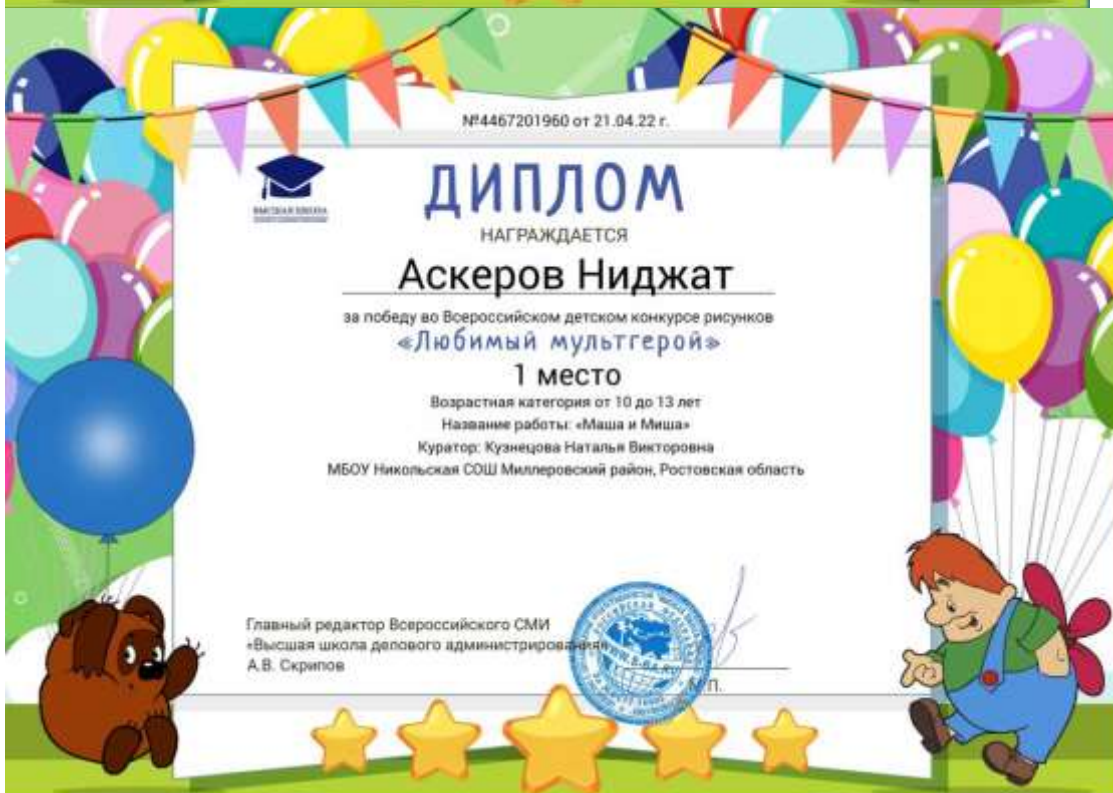 №4467201960 от 21.04.22 г.
ДИПЛОМ
НАГРАЖДАЕТСЯ
Аскеров Ниджат
за победу во Всероссийском детском конкурсе рисунков
«Любимый мультгерой»
1 место
Возрастная категория от 10 до 13 лет
Название работы: «Маша и Миша»
Куратор: Кузнецова Наталья Викторовна
МБОУ Никольская СОШ Миллеровский район, Ростовская область
Главный редактор Всероссийского СМИ
«Высшая школа делового администрирования»
А.В. Скрипов
М.П.